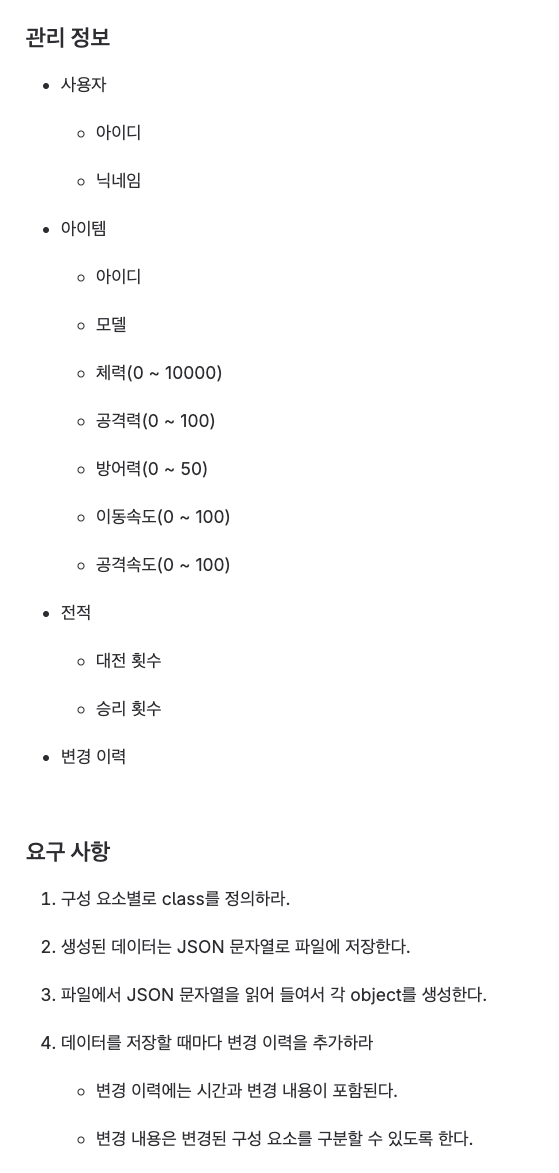 관리 정보
사용자
아이디
닉네임
아이템
아이디
모델
체력(0 ~ 10000)
공격력(0 ~ 100)
방어력(0 ~ 50)
이동속도(0 ~ 100)
공격속도(0 ~ 100)
전적
대전 횟수
승리 횟수
변경 이력
요구 사항
1. 구성 요소별로 class를 정의하라.
2. 생성된 데이터는 JSON 문자열로 파일에 저장한다.
3. 파일에서 JSON 문자열을 읽어 들여서 각 object를 생성한다.
4. 데이터를 저장할 때마다 변경 이력을 추가하라
변경 이력에는 시간과 변경 내용이 포함된다.
변경 내용은 변경된 구성 요소를 구분할 수 있도록 한다.